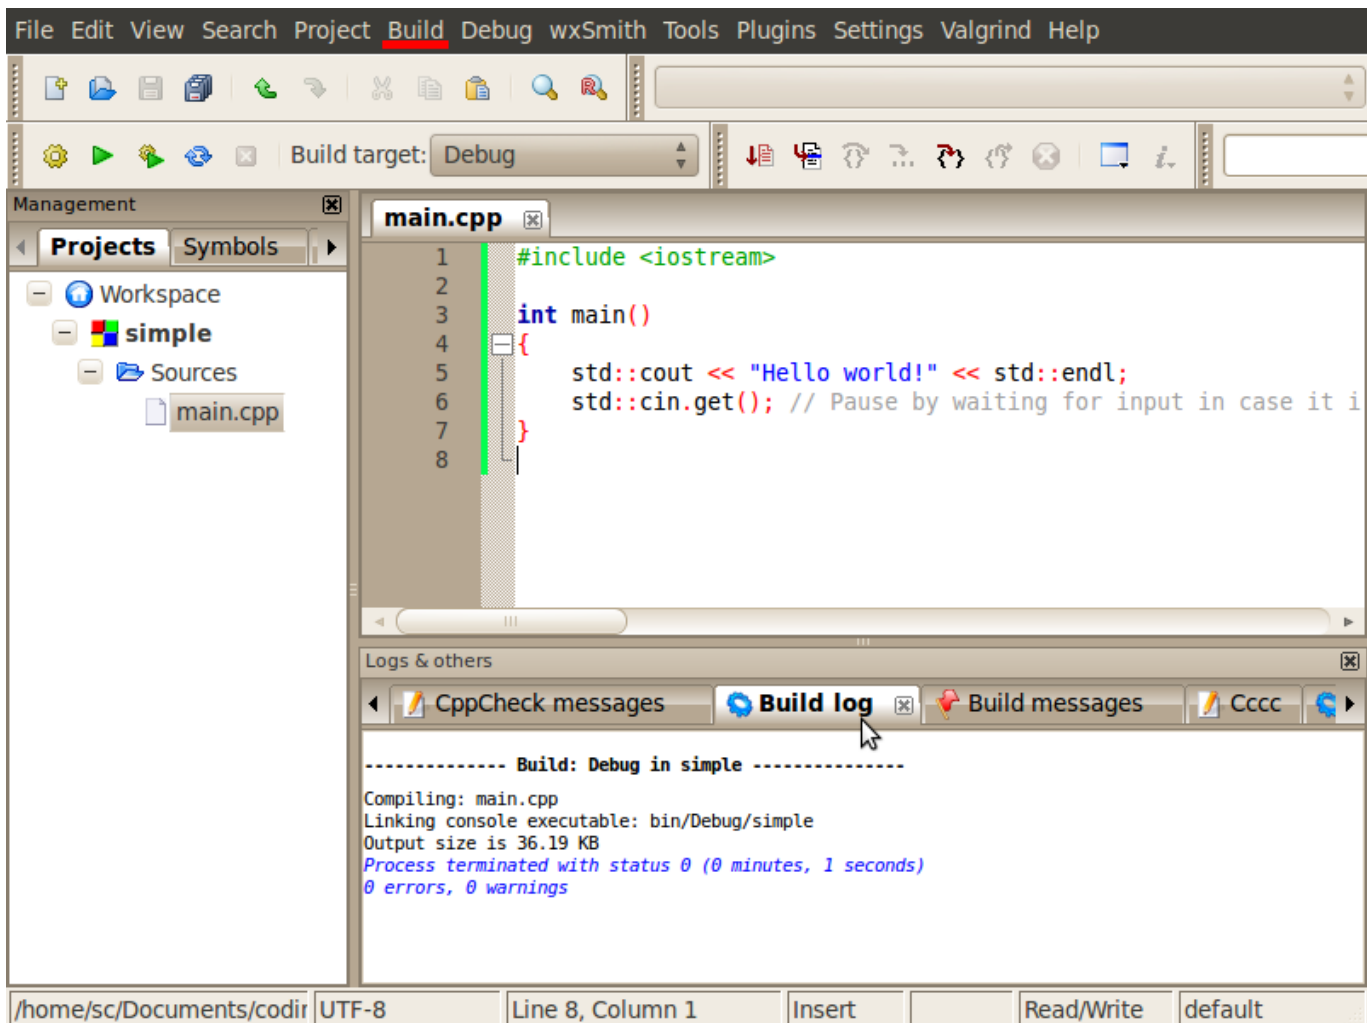 File Edit View Search Project Build Debug wxSmith Tools Plugins Settings Valgrind Help
Build target: Debug
Management
Projects Symbols
Workspace
simple
Sources
main.cpp
main.cpp
1 #include <iostream>
2
3 int main()
4 {
5 std::cout << "Hello world!" << std::endl;
6 std::cin.get(); // Pause by waiting for input in case it i
7 }
8
Logs & others
CppCheck messages Build log Build messages Cccc
-------------- Build: Debug in simple ---------------
Compiling: main.cpp
Linking console executable: bin/Debug/simple
Output size is 36.19 KB
Process terminated with status 0 (0 minutes, 1 seconds)
0 errors, 0 warnings
/home/sc/Documents/codir UTF-8 Line 8, Column 1 Insert Read/Write default